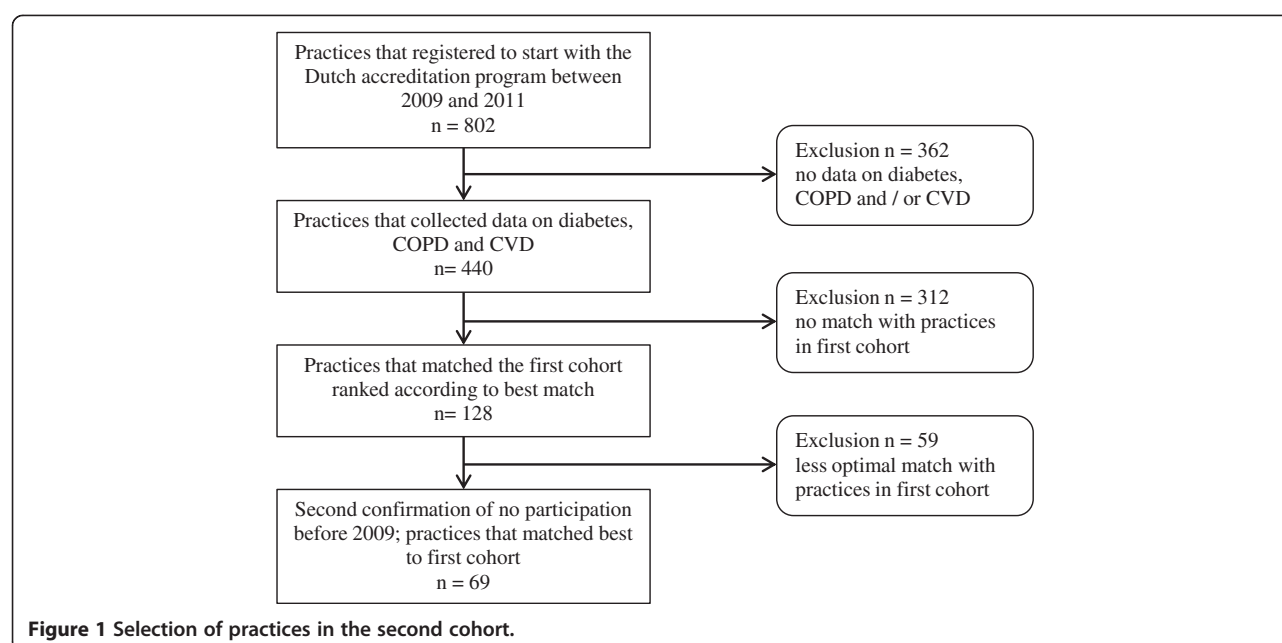 Practices that registered to start with the
Dutch accreditation program between
2009 and 2011
n = 802
Exclusion n = 362
no data on diabetes,
COPD and / or CVD
Practices that collected data on diabetes,
COPD and CVD
n= 440
Exclusion n = 312
no match with practices
in first cohort
Practices that matched the first cohort
ranked according to best match
n= 128
Exclusion n = 59
less optimal match with
practices in first cohort
Second confirmation of no participation
before 2009; practices that matched best
to first cohort
n = 69
Figure 1 Selection of practices in the second cohort.